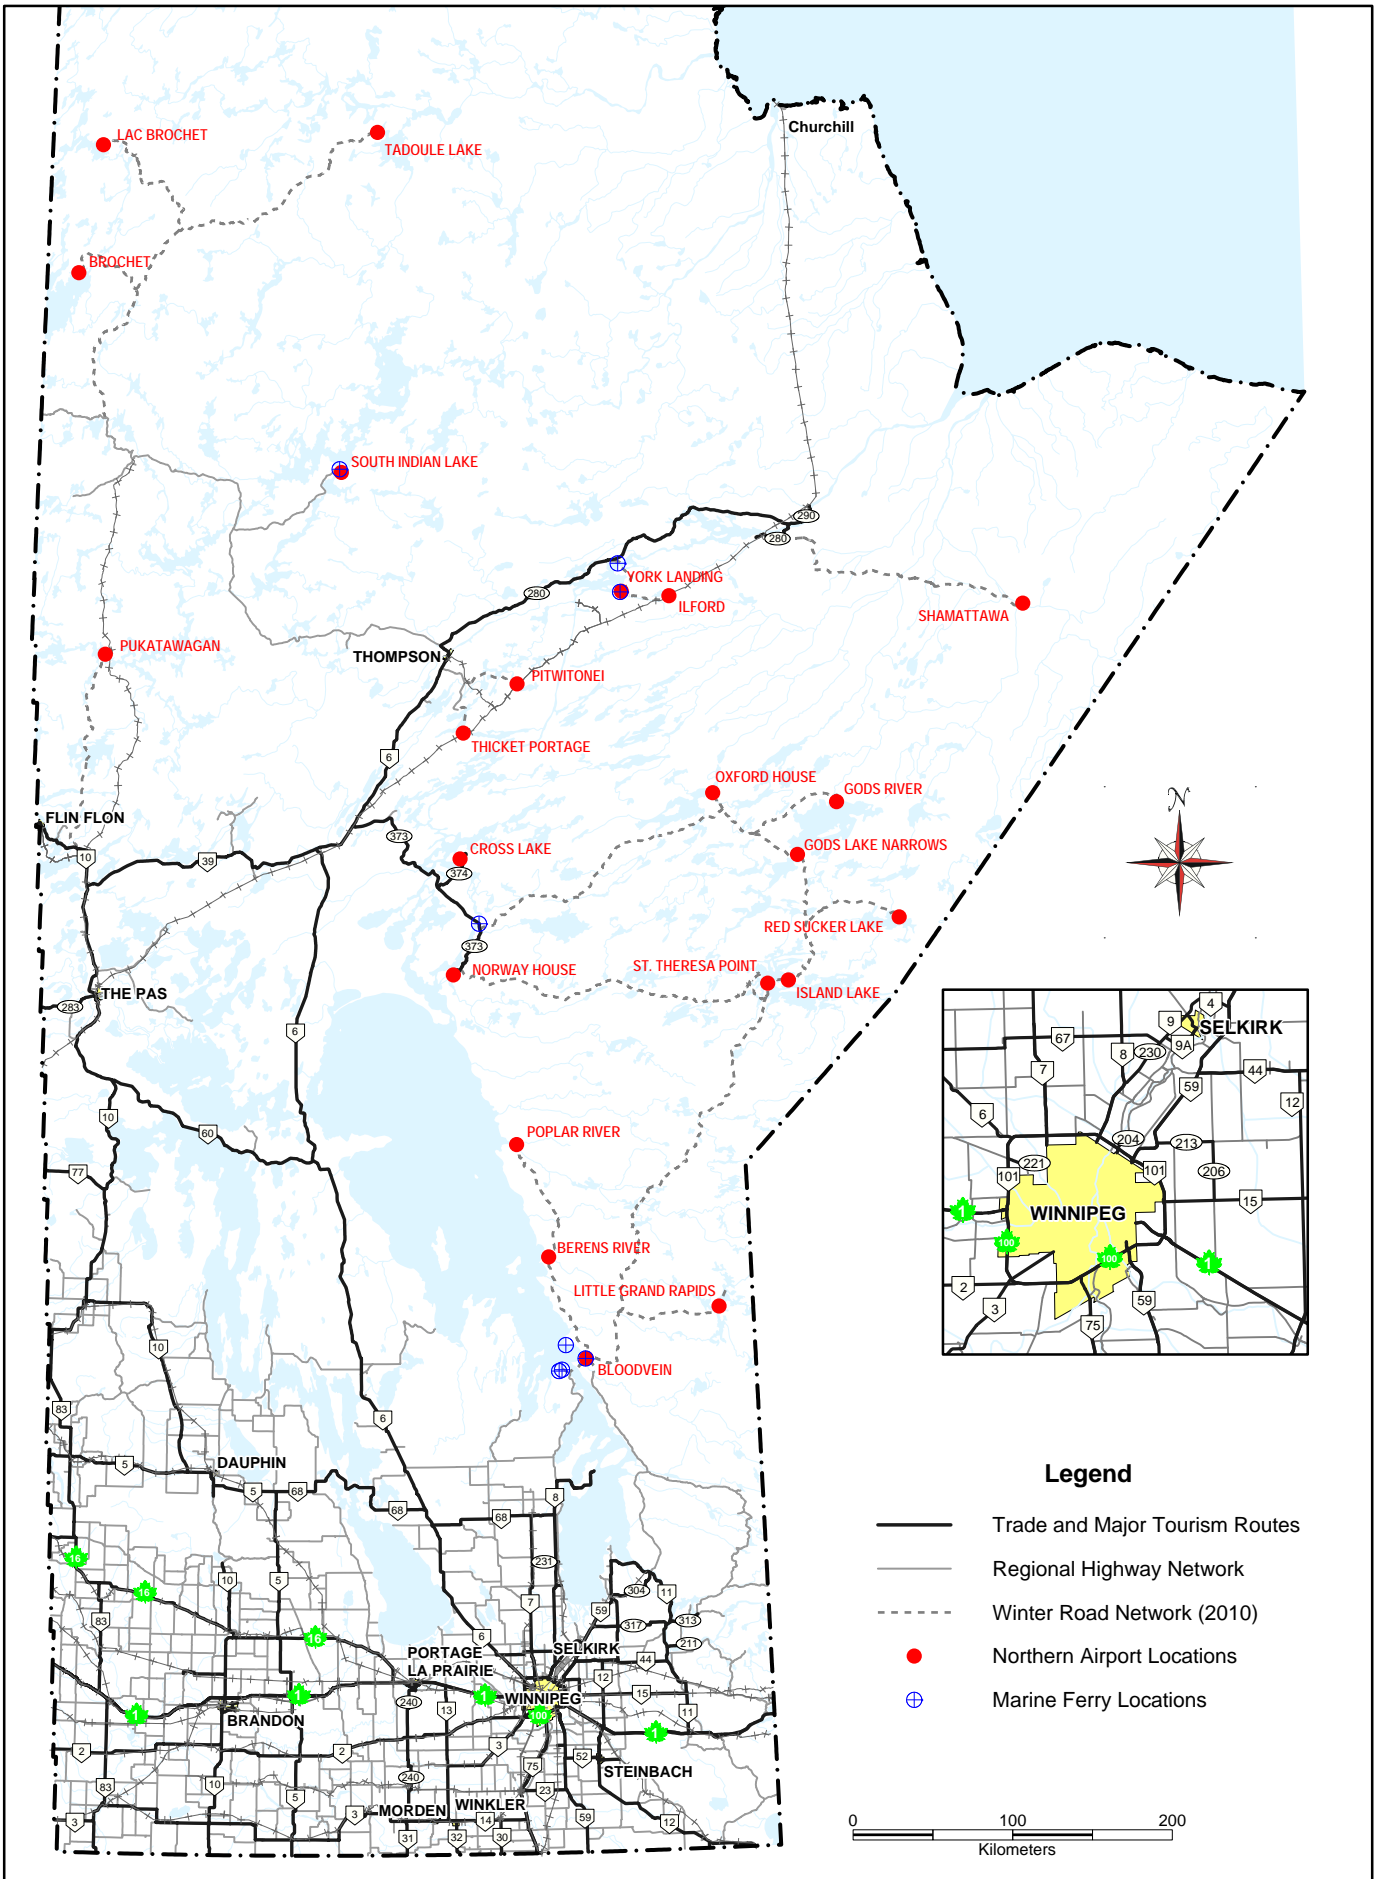 Churchill
LAC BROCHET
TADOULE LAKE
BROCHET
SOUTH INDIAN LAKE
290
280
YORK LANDING
280
ILFORD
SHAMATTAWA
PUKATAWAGAN
THOMPSON
PITWITONEI
THICKET PORTAGE
6
OXFORD HOUSE
GODS RIVER
N
FLIN FLON
373
10
39
CROSS LAKE
GODS LAKE NARROWS
374
RED SUCKER LAKE
373
NORWAY HOUSE
ST. THERESA POINT
ISLAND LAKE
THE PAS
283
6
10
60
POPLAR RIVER
77
BERENS RIVER
LITTLE GRAND RAPIDS
10
BLOODVEIN
83
6
5
DAUPHIN
5
68
68
8
68
16
231
16
10
5
7
304
11
83
59
317
313
16
6
211
PORTAGE
LA PRAIRIE
SELKIRK
44
12
1
240
1
WINNIPEG
15
1
BRANDON
13
100
11
1
2
2
3
52
75
STEINBACH
83
10
240
23
5
3
3
MORDEN
WINKLER
14
59
12
31
32
30
4
9
SELKIRK
67
8
230
9A
7
59
44
12
6
204
213
221
101
101
206
15
1
WINNIPEG
100
100
1
2
3
59
75
Legend
Trade and Major Tourism Routes
Regional Highway Network
Winter Road Network (2010)
Northern Airport Locations
Marine Ferry Locations
0
100
200
Kilometers